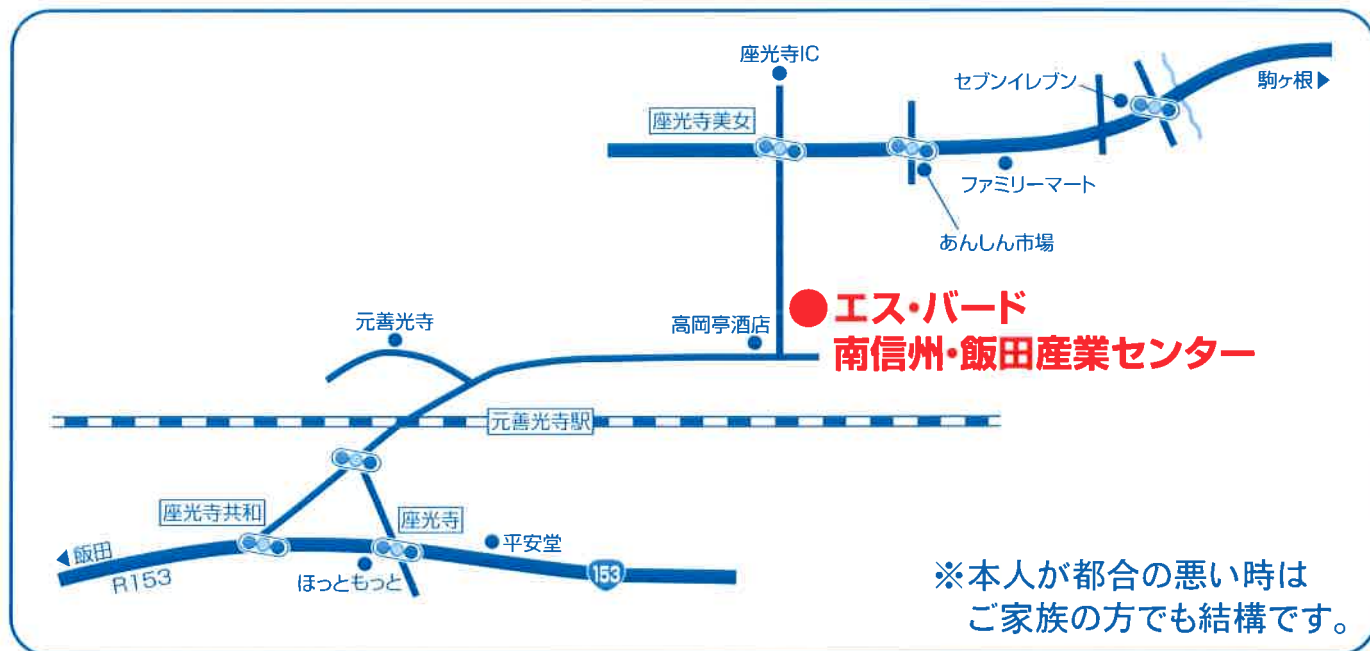 座光寺IC
セブンイレブン
駒ヶ根▶
座光寺美女
ファミリーマート
あんしん市場
エス・バード
南信州・飯田産業センター
元善光寺
高岡亭酒店
元善光寺駅
座光寺共和
座光寺
平安堂
◀飯田
R153
ほっともっと
153
※本人が都合の悪い時は
ご家族の方でも結構です。